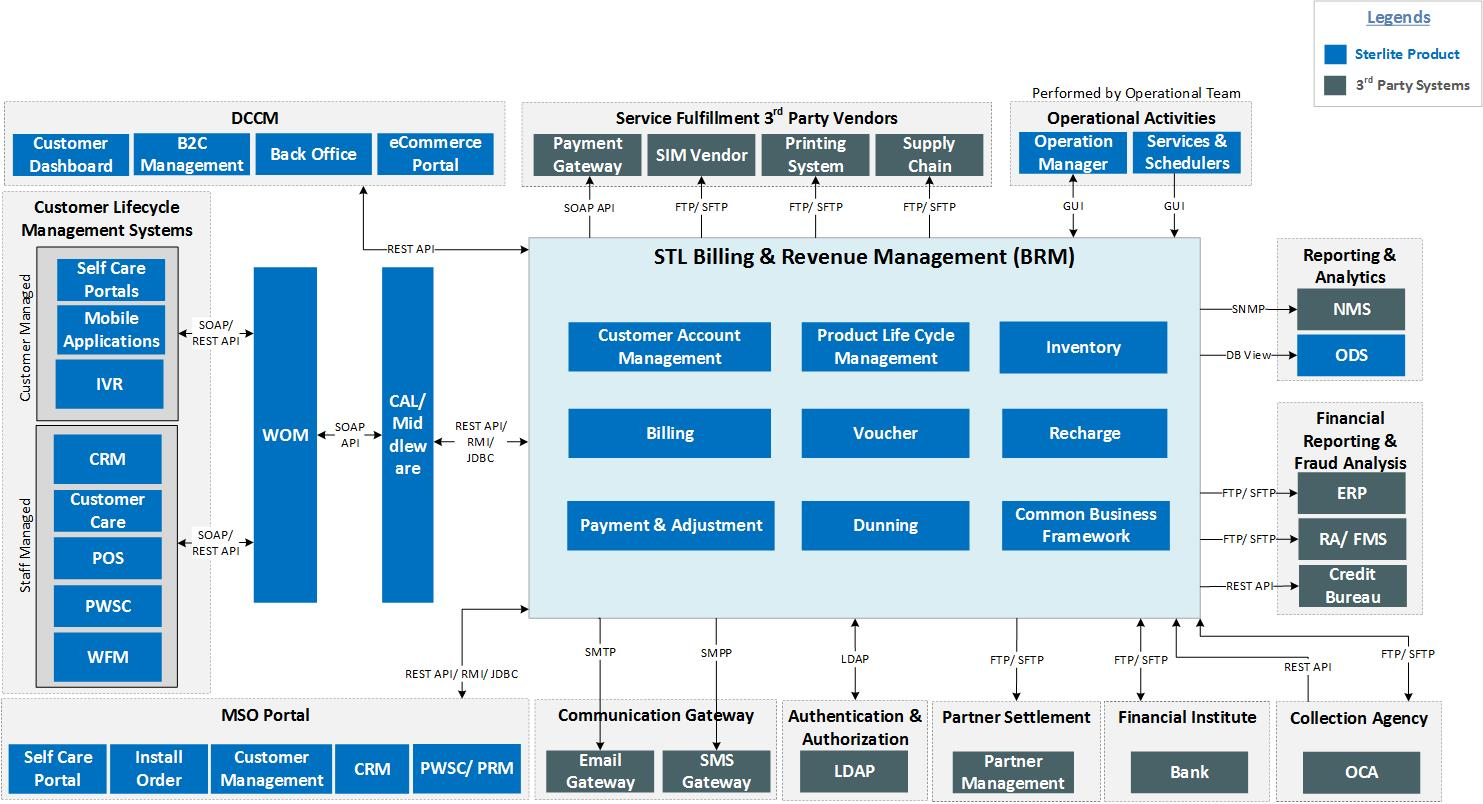 Legends
Sterlite Product
3rd Party Systems
DCCM
Customer
Dashboard
B2C
Management
Back Office
eCommerce
Portal
Service Fulfillment 3rd Party Vendors
Payment
Gateway
SIM Vendor
Printing
System
Supply
Chain
Performed by Operational Team
Operational Activities
Operation
Manager
Services &
Schedulers
SOAP API
FTP/ SFTP
FTP/ SFTP
FTP/ SFTP
GUI
GUI
REST API
Customer Lifecycle
Management Systems
Customer Managed
Self Care
Portals
Mobile
Applications
IVR
Staff Managed
CRM
Customer
Care
POS
PWSC
WFM
SOAP/
REST API
SOAP/
REST API
WOM
SOAP
API
CAL/
Mid
dlew
are
REST API/
RMI/
JDBC
STL Billing & Revenue Management (BRM)
Customer Account
Management
Product Life Cycle
Management
Inventory
Billing
Voucher
Recharge
Payment & Adjustment
Dunning
Common Business
Framework
SNMP
DB View
Reporting &
Analytics
NMS
ODS
Financial
Reporting &
Fraud Analysis
FTP/ SFTP
ERP
FTP/ SFTP
RA/ FMS
REST API
Credit
Bureau
REST API/ RMI/ JDBC
SMTP
SMPP
LDAP
FTP/ SFTP
FTP/ SFTP
REST API
FTP/ SFTP
MSO Portal
Self Care
Portal
Install
Order
Customer
Management
CRM
PWSC/ PRM
Communication Gateway
Email
Gateway
SMS
Gateway
Authentication &
Authorization
LDAP
Partner Settlement
Partner
Management
Financial Institute
Bank
Collection Agency
OCA